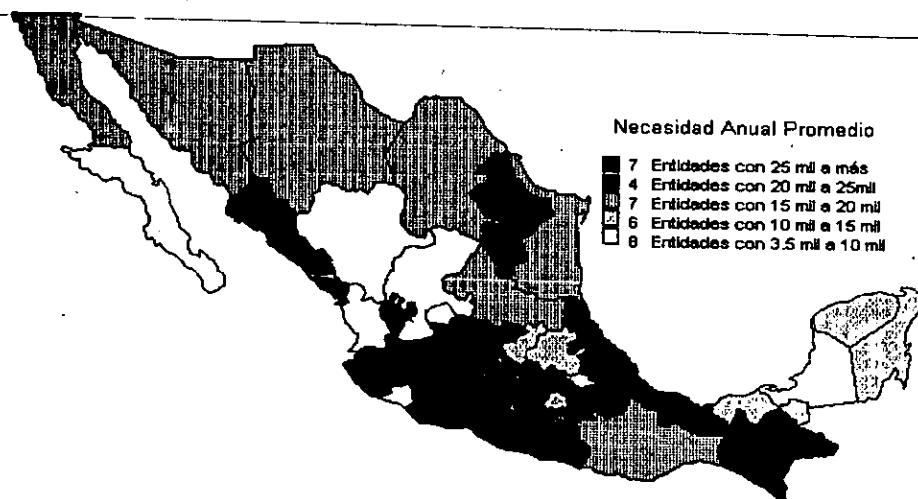 Necesidad Anual Promedio
7 Entidades con 25 mil a más
4 Entidades con 20 mil a 25mil
7 Entidades con 15 mil a 20 mil
6 Entidades con 10 mil a 15 mil
8 Entidades con 3.5 mil a 10 mil